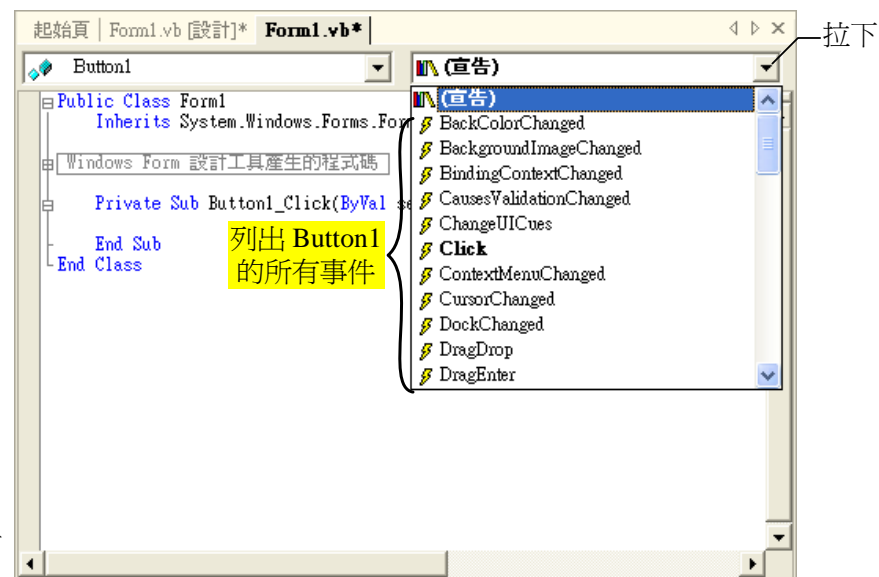 起始頁 Form1.vb [設計]* Form1.vb*
拉下
Button1 (宣告)
Public Class Form1
Inherits System.Windows.Forms.For
Windows Form 設計工具產生的程式碼
Private Sub Button1_Click(ByVal se
End Sub
End Class
列出 Button1
的所有事件
(宣告)
BackColorChanged
BackgroundImageChanged
BindingContextChanged
CausesValidationChanged
ChangeUICues
Click
ContextMenuChanged
CursorChanged
DockChanged
DragDrop
DragEnter